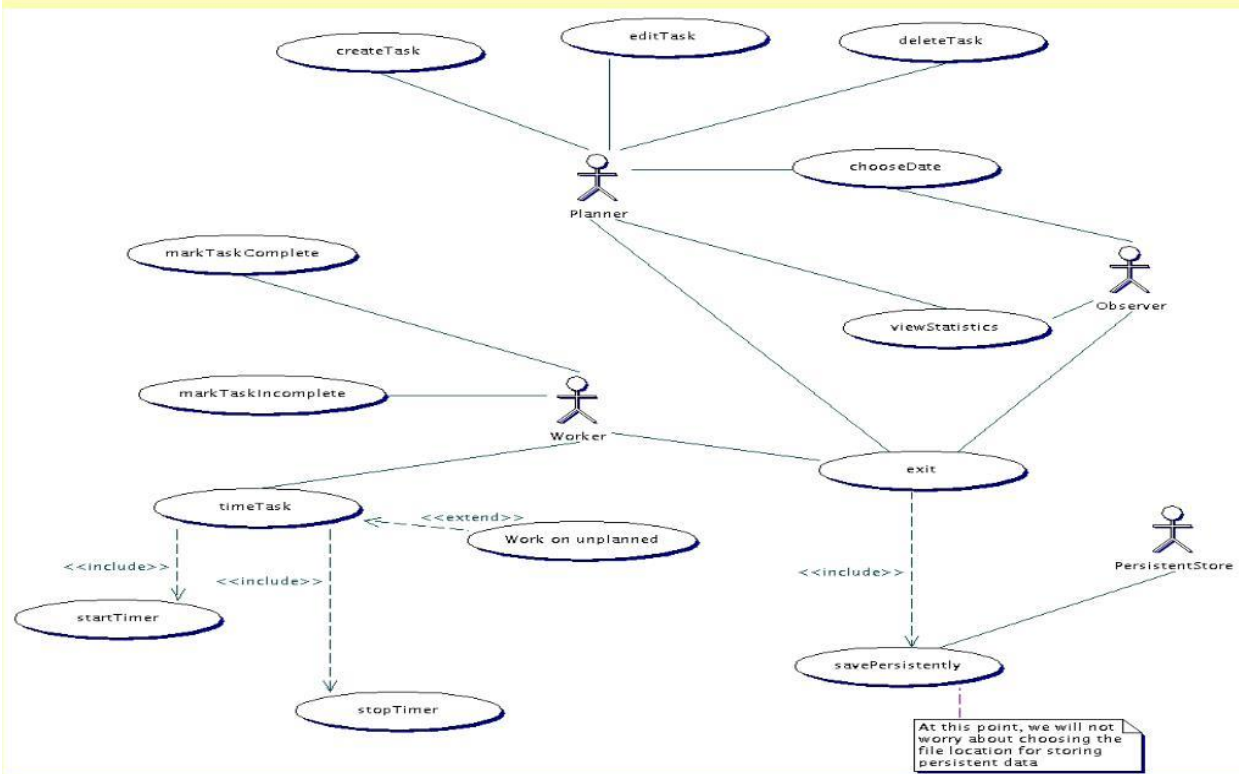 createTask
editTask
deleteTask
chooseDate
Planner
markTaskComplete
Observer
viewStatistics
markTaskIncomplete
Worker
exit
timeTask
<<extend>>
Work on unplanned
<<include>>
<<include>>
<<include>>
PersistentStore
startTimer
savePersistently
stopTimer
At this point, we will not
worry about choosing the
file location for storing
persistent data